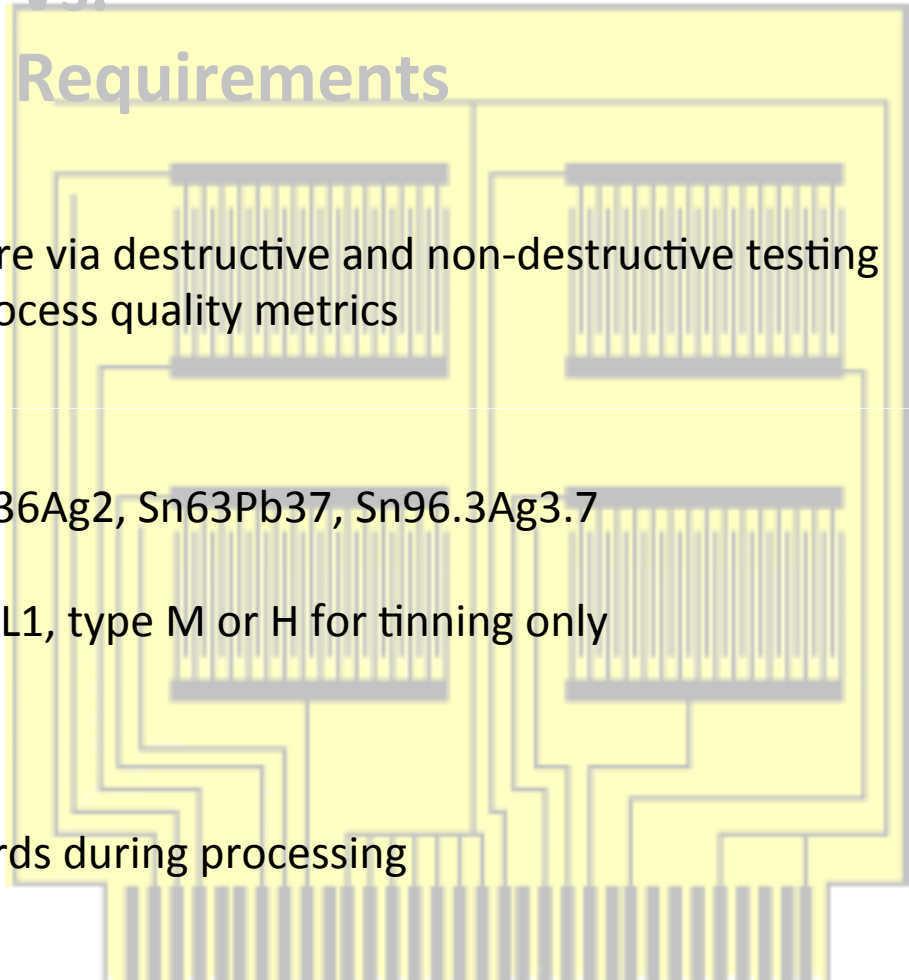 vs.
Requirements
re via destructive and non-destructive testing
ocess quality metrics
36Ag2, Sn63Pb37, Sn96.3Ag3.7
L1, type M or H for tinning only
rds during processing